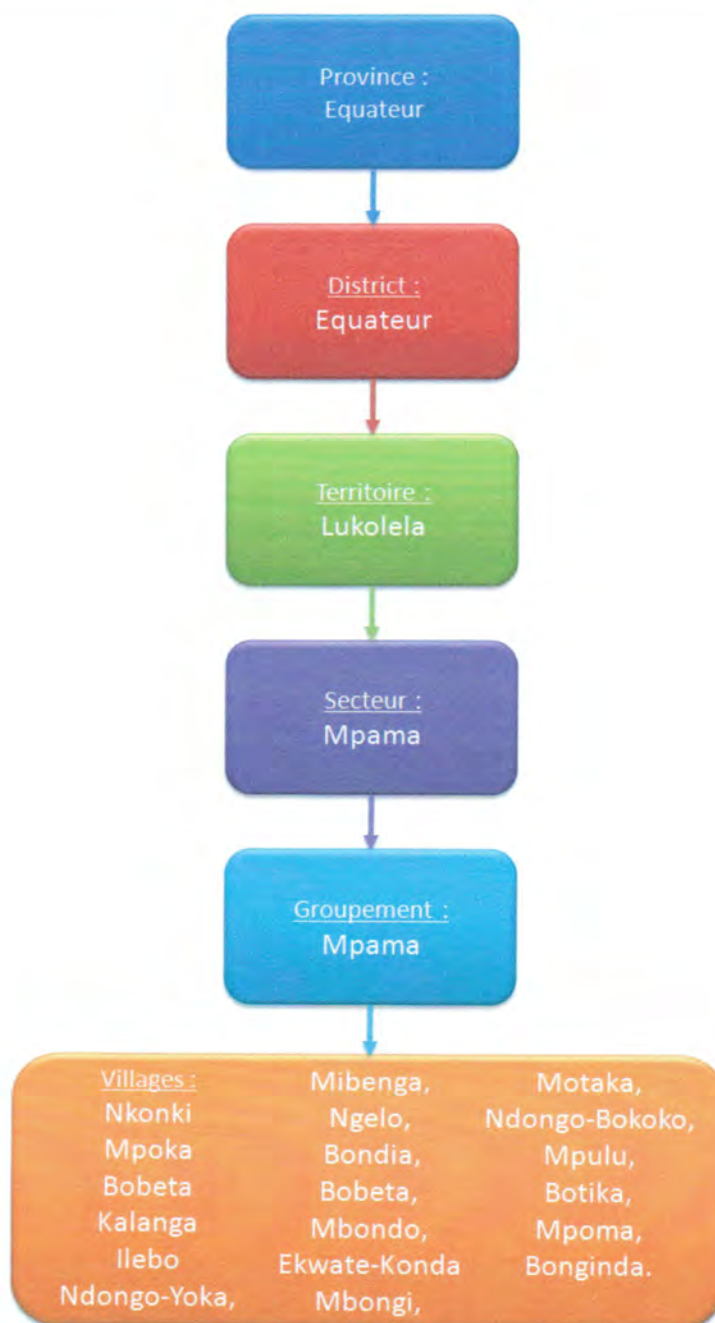 Province :
Equateur
District :
Equateur
Territoire :
Lukolela
Secteur :
Mpama
Groupement :
Mpama
Villages :
Nkonki
Mpoka
Bobeta
Kalanga
Ilebo
Ndongo-Yoka,
Mibenga,
Ngelo,
Bondia,
Bobeta,
Mbondo,
Ekwate-Konda
Mbongi,
Motaka,
Ndongo-Bokoko,
Mpulu,
Botika,
Mpoma,
Bonginda.